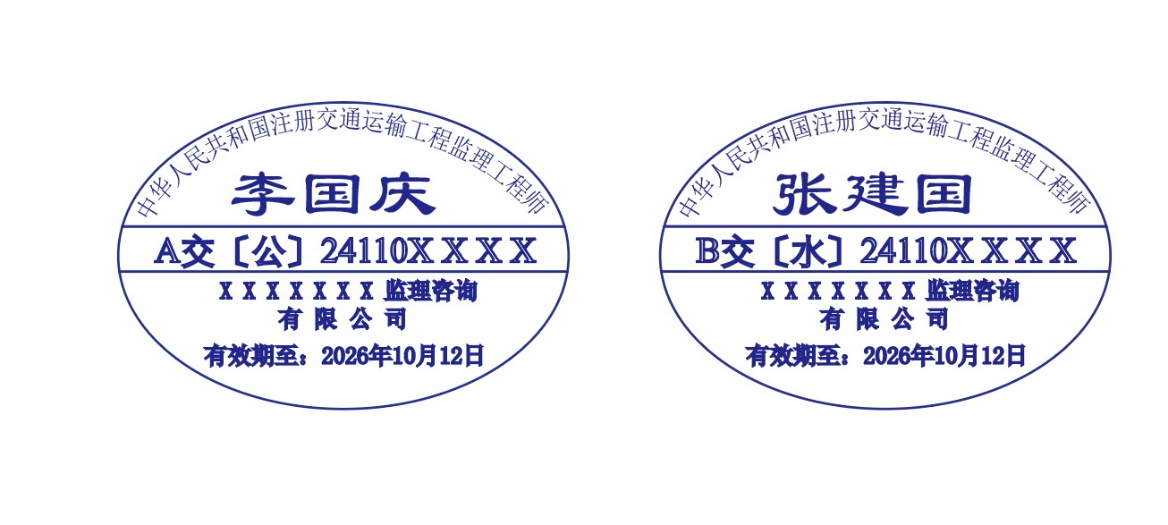 中华人民共和国注册交通运输工程监理工程师
李国庆
A交〔公〕24110XXXX
XXXXXXX监理咨询
有限公司
有效期至：2026年10月12日
中华人民共和国注册交通运输工程监理工程师
张建国
B交〔水〕24110XXXX
XXXXXXX监理咨询
有限公司
有效期至：2026年10月12日